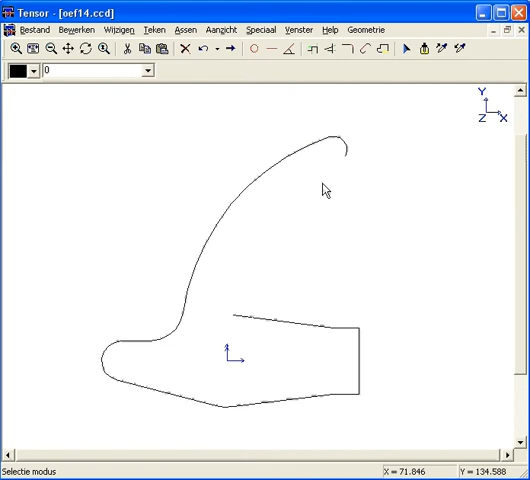 Tensor - [oef14.ccd]
Bestand Bewerken Wijzigen Teken Assen Aanzicht Speciaal Venster Help Geometrie
0
Y
Z X
Selectie modus X = 71.846 Y = 134.588